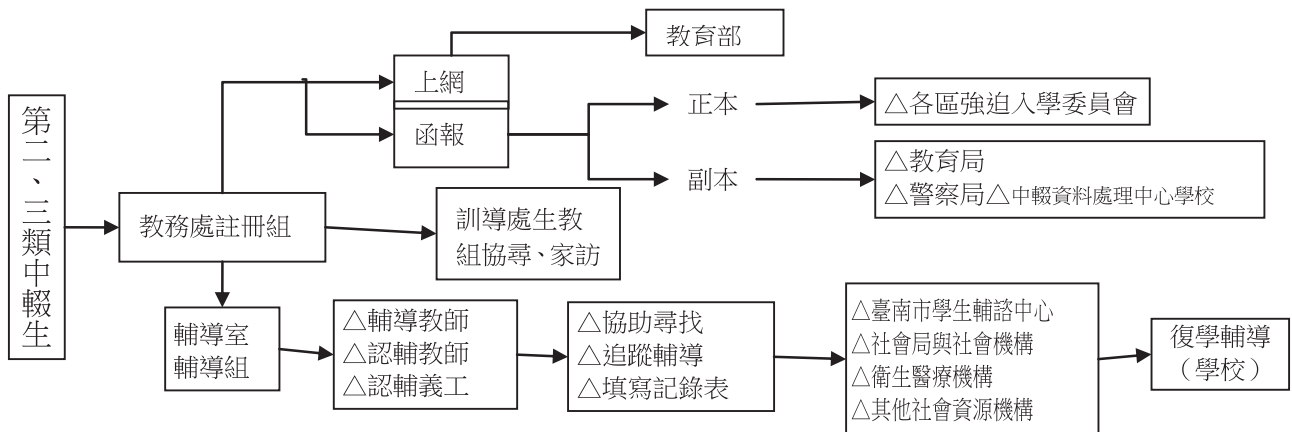 第二、三類中輟生
教育部
上網
函報
正本
△各區強迫入學委員會
副本
△教育局
△警察局△中輟資料處理中心學校
教務處註冊組
訓導處生教
組協尋、家訪
輔導室
輔導組
△輔導教師
△認輔教師
△認輔義工
△協助尋找
△追蹤輔導
△填寫記錄表
△臺南市學生輔諮中心
△社會局與社會機構
△衛生醫療機構
△其他社會資源機構
復學輔導
（學校）